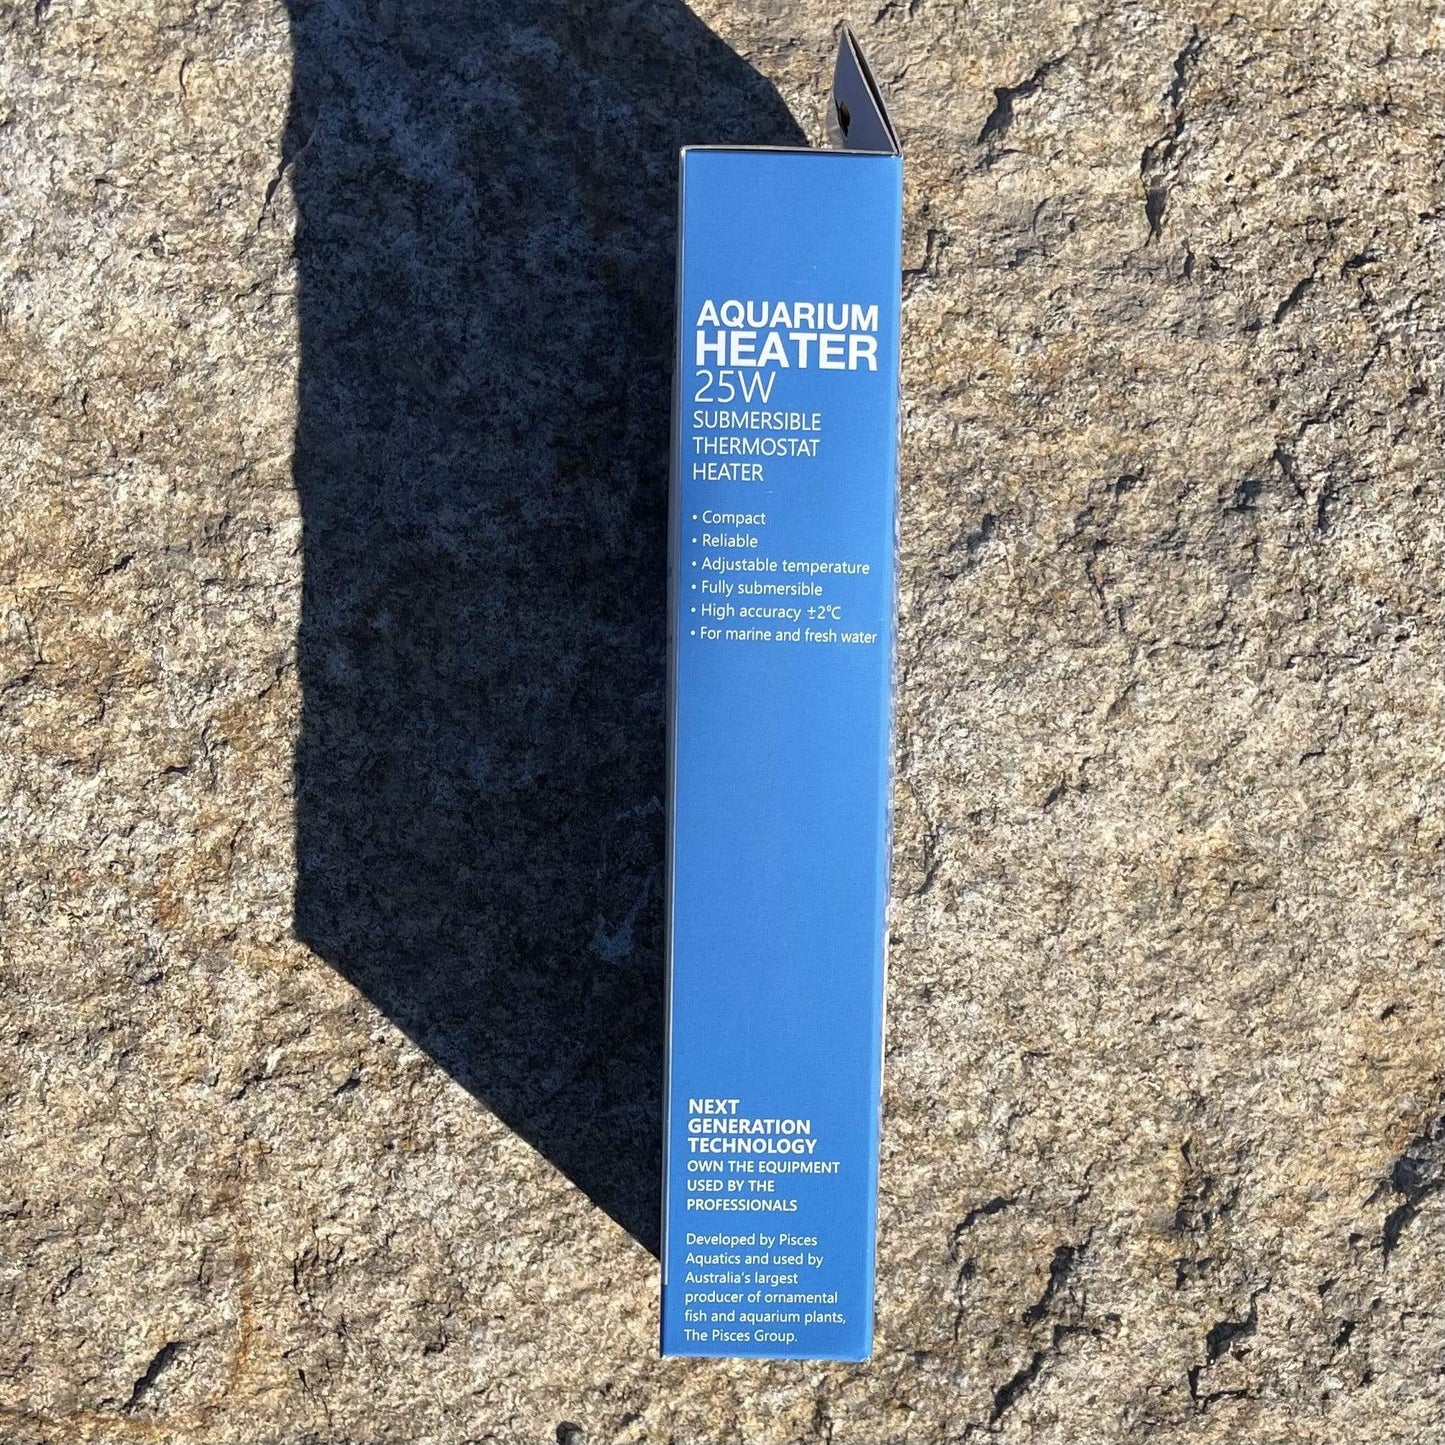 AQUARIUM
HEATER
25W
SUBMERSIBLE
THERMOSTAT
HEATER
• Compact
• Reliable
• Adjustable temperature
• Fully submersible
• High accuracy ±2°C
• For marine and fresh water
NEXT
GENERATION
TECHNOLOGY
OWN THE EQUIPMENT
USED BY THE
PROFESSIONALS
Developed by Pisces
Aquatics and used by
Australia's largest
producer of ornamental
fish and aquarium plants,
The Pisces Group.